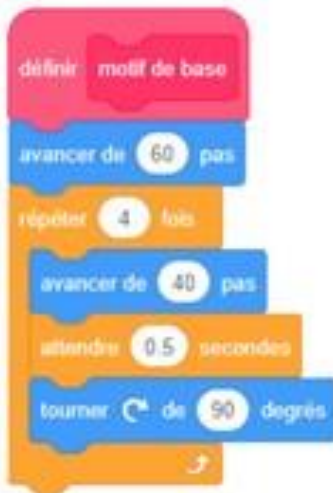 définir motif de base
avancer de 60 pas
répéter 4 fois
avancer de 40 pas
attendre 0.5 secondes
tourner de 90 degrés